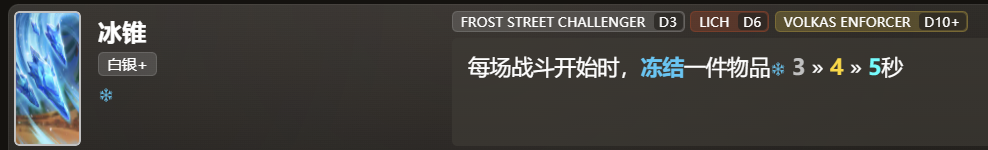 冰锥
白银+
FROST STREET CHALLENGER D3 LICH D6 VOLKAS ENFORCER D10+
每场战斗开始时，冻结一件物品 3 » 4 » 5秒